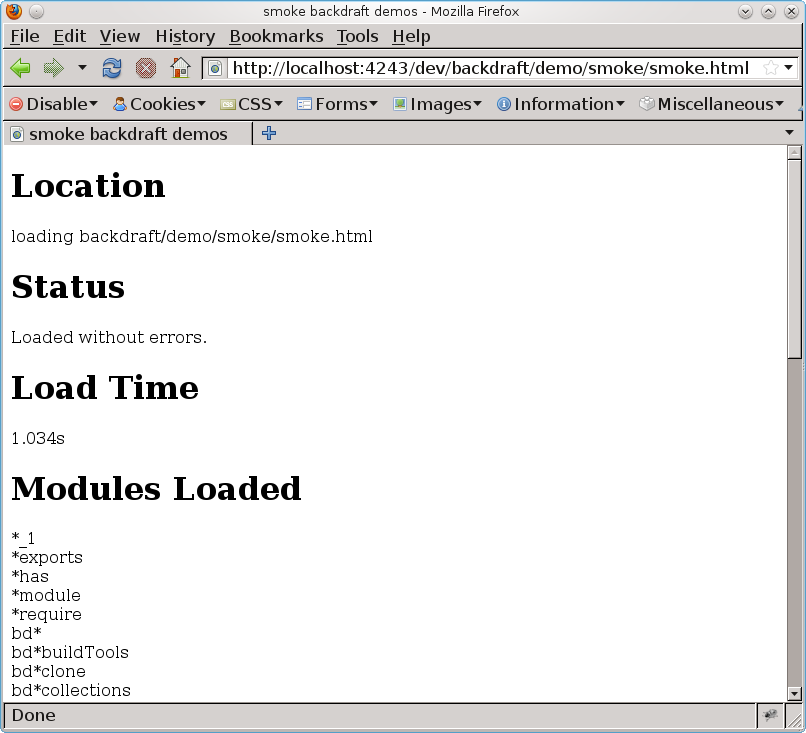 smoke backdraft demos - Mozilla Firefox
File Edit View History Bookmarks Tools Help
http://localhost:4243/dev/backdraft/demo/smoke/smoke.html
Disable Cookies CSS Forms Images Information Miscellaneous
smoke backdraft demos
Location
loading backdraft/demo/smoke/smoke.html
Status
Loaded without errors.
Load Time
1.034s
Modules Loaded
*_1
*exports
*has
*module
*require
bd*
bd*buildTools
bd*clone
bd*collections
Done